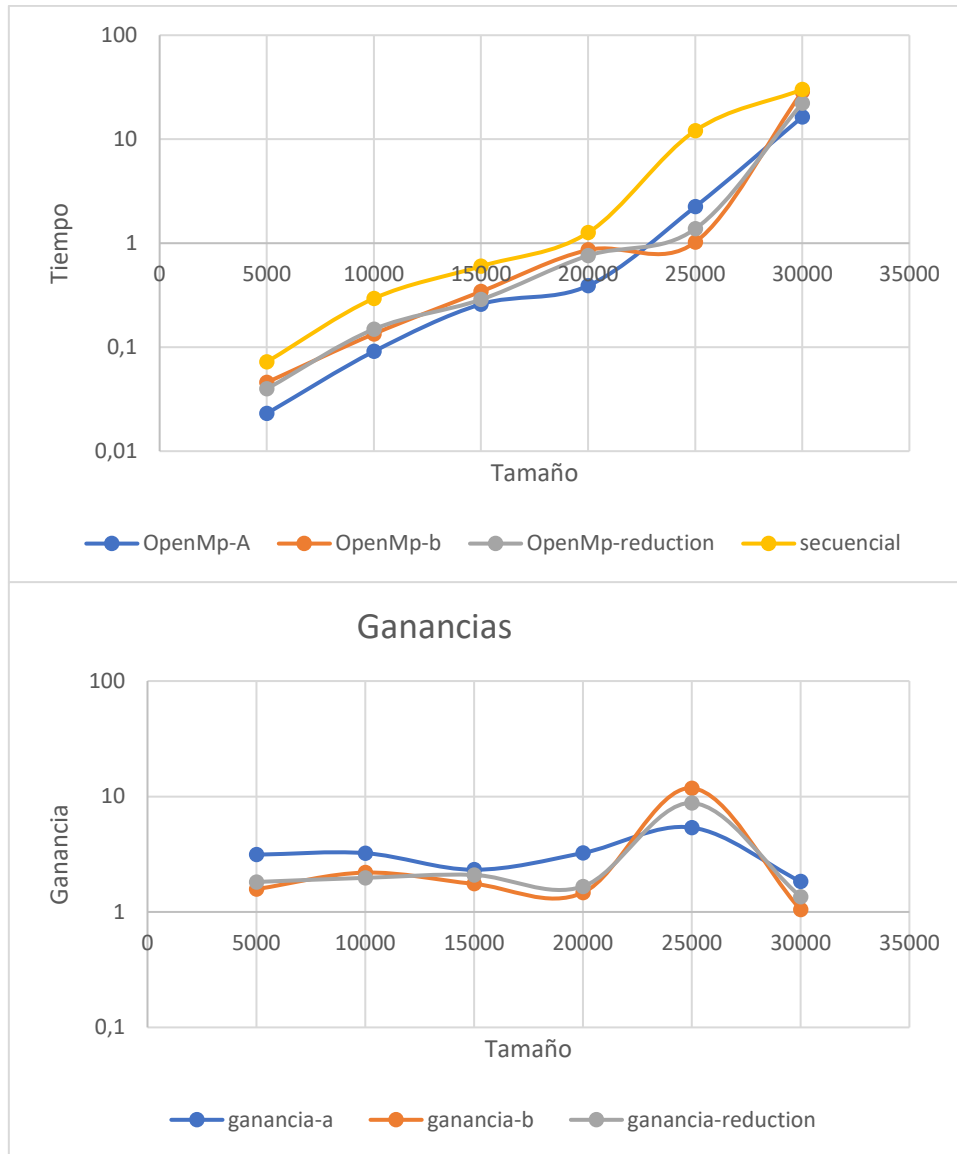 100
10
1
0,1
0,01
0 5000 10000 15000 20000 25000 30000 35000
Tiempo
Tamaño
OpenMp-A OpenMp-b OpenMp-reduction secuencial
Ganancias
100
10
1
0,1
0 5000 10000 15000 20000 25000 30000 35000
Ganancia
Tamaño
ganancia-a ganancia-b ganancia-reduction